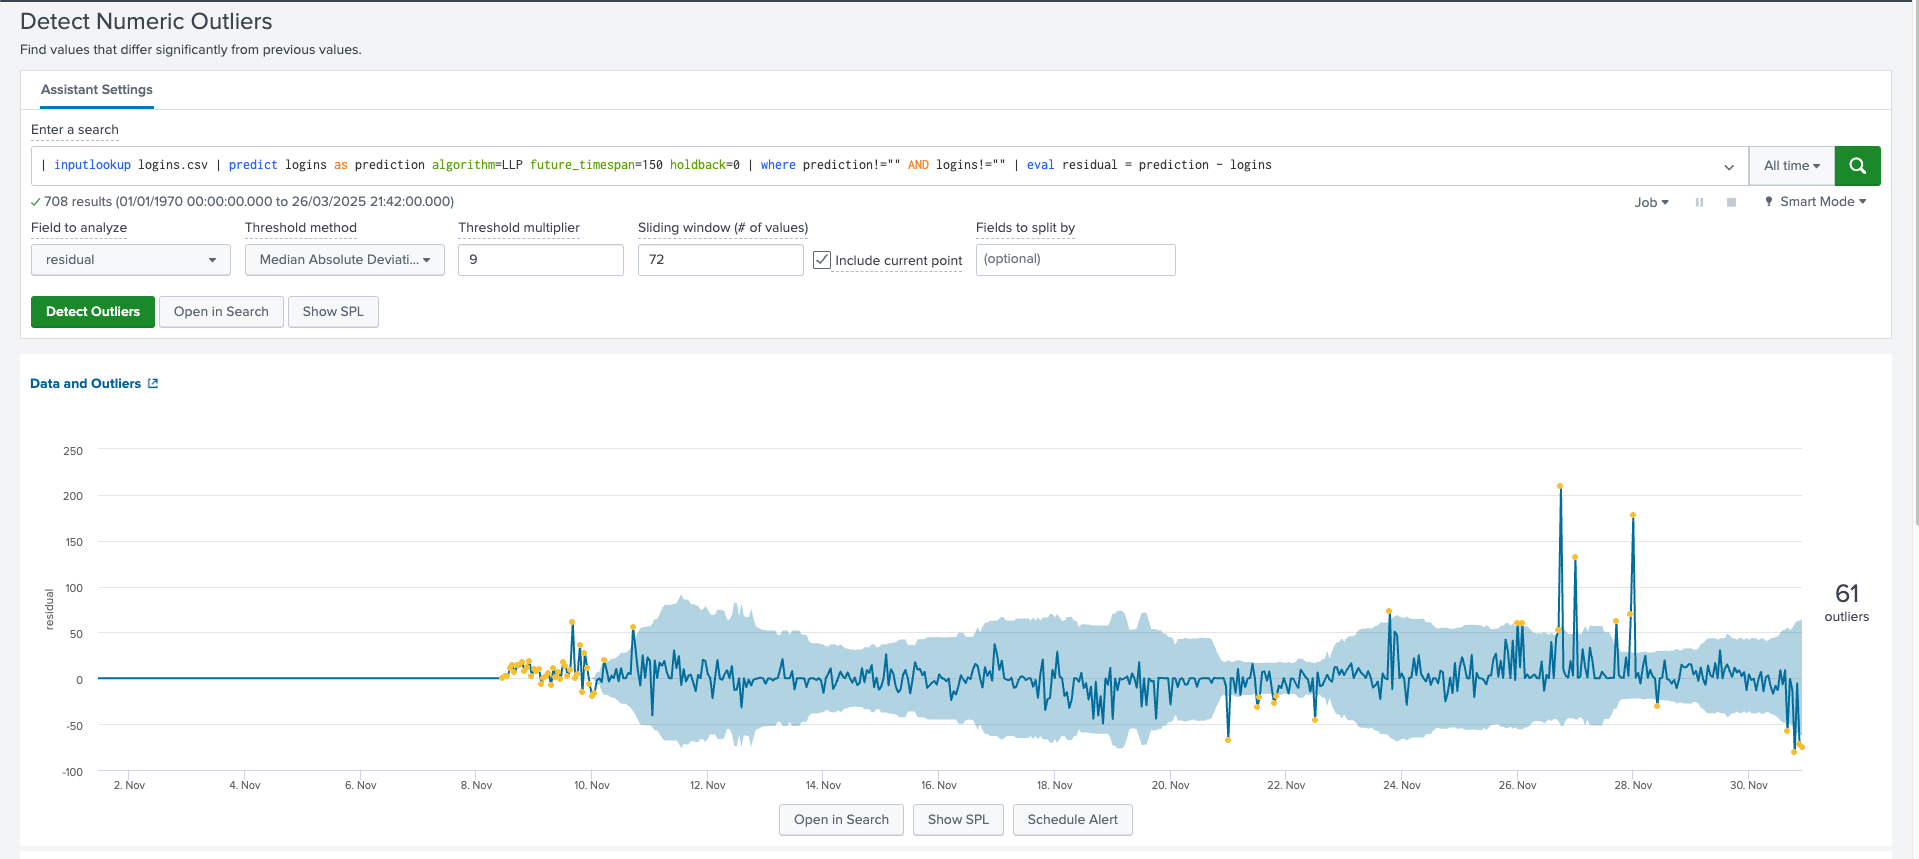 Detect Numeric Outliers
Find values that differ significantly from previous values.
Assistant Settings
Enter a search
| inputlookup logins.csv | predict logins as prediction algorithm=LLP future_timespan=150 holdback=0 | where prediction!="" AND logins!="" | eval residual = prediction - logins
All time
708 results (01/01/1970 00:00:00.000 to 26/03/2025 21:42:00.000)
Job
Smart Mode
Field to analyze
Threshold method
Threshold multiplier
Sliding window (# of values)
Fields to split by
residual
Median Absolute Deviati...
9
72
Include current point
(optional)
Detect Outliers
Open in Search
Show SPL
Data and Outliers
250
200
150
100
50
0
-50
-100
residual
61
outliers
2. Nov
4. Nov
6. Nov
8. Nov
10. Nov
12. Nov
14. Nov
16. Nov
18. Nov
20. Nov
22. Nov
24. Nov
26. Nov
28. Nov
30. Nov
Open in Search
Show SPL
Schedule Alert